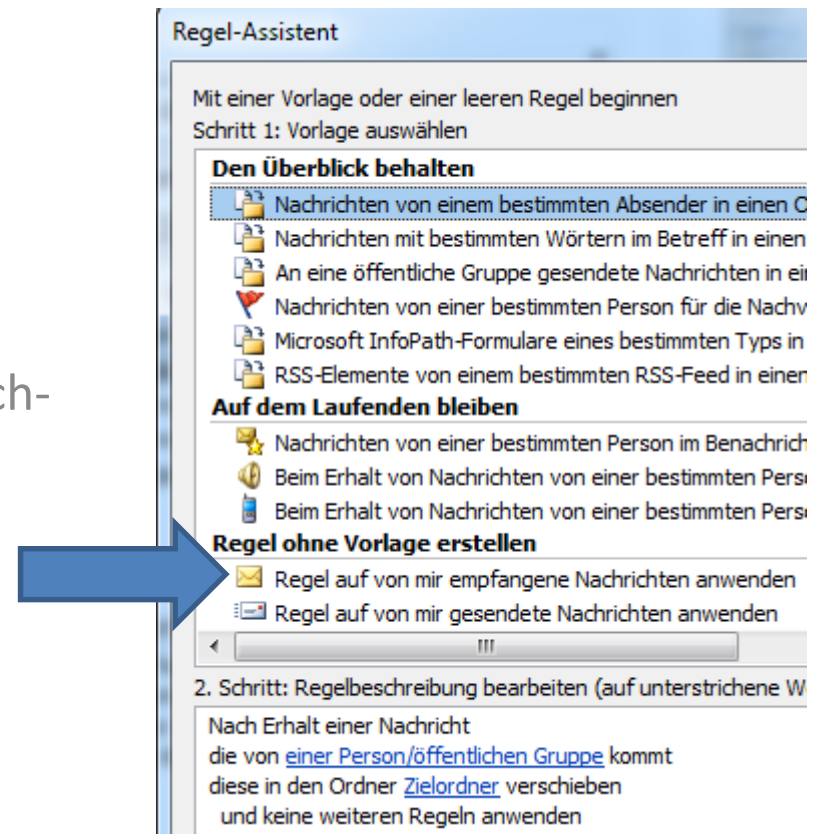 Regel-Assistent
Mit einer Vorlage oder einer leeren Regel beginnen
Schritt 1: Vorlage auswählen
Den Überblick behalten
Nachrichten von einem bestimmten Absender in einen O
Nachrichten mit bestimmten Wörtern im Betreff in einen
An eine öffentliche Gruppe gesendete Nachrichten in ei
Nachrichten von einer bestimmten Person für die Nachv
Microsoft InfoPath-Formulare eines bestimmten Typs in
RSS-Elemente von einem bestimmten RSS-Feed in einen
ch-
Auf dem Laufenden bleiben
Nachrichten von einer bestimmten Person im Benachrich
Beim Erhalt von Nachrichten von einer bestimmten Pers
Beim Erhalt von Nachrichten von einer bestimmten Pers
Regel ohne Vorlage erstellen
Regel auf von mir empfangene Nachrichten anwenden
Regel auf von mir gesendete Nachrichten anwenden
2. Schritt: Regelbeschreibung bearbeiten (auf unterstrichene W
Nach Erhalt einer Nachricht
die von einer Person/öffentlichen Gruppe kommt
diese in den Ordner Zielordner verschieben
und keine weiteren Regeln anwenden